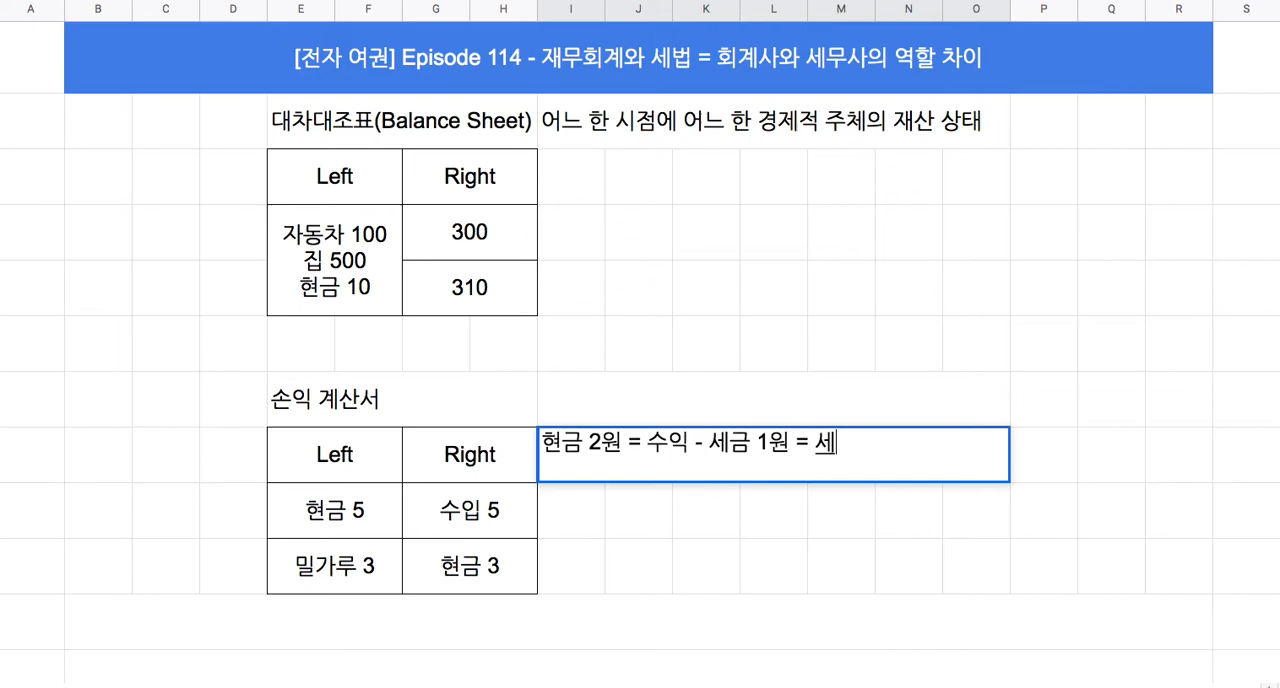 A B C D E F G H I J K L M N O P Q R S
[전자 여권] Episode 114 - 재무회계와 세법 = 회계사와 세무사의 역할 차이
대차대조표(Balance Sheet) 어느 한 시점에 어느 한 경제적 주체의 재산 상태
Left Right
자동차 100
집 500
현금 10
300
310
손익 계산서
Left Right 현금 2원 = 수익 - 세금 1원 = 세
현금 5 수입 5
밀가루 3 현금 3